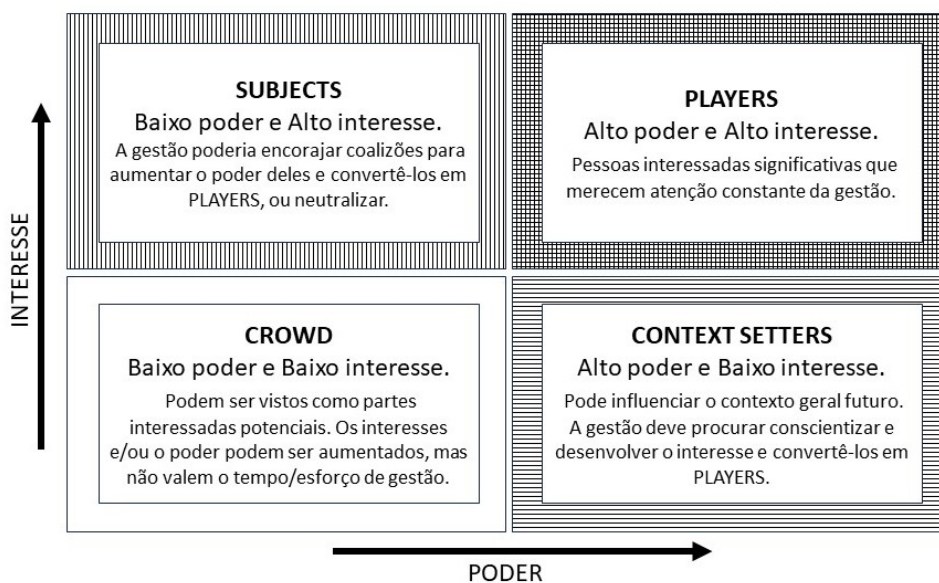 SUBJECTS
Baixo poder e Alto interesse.
A gestão poderia encorajar coalizões para
aumentar o poder deles e convertê-los em
PLAYERS, ou neutralizar.
PLAYERS
Alto poder e Alto interesse.
Pessoas interessadas significativas que
merecem atenção constante da gestão.
INTERESSE
CROWD
Baixo poder e Baixo interesse.
Podem ser vistos como partes
interessadas potenciais. Os interesses
e/ou o poder podem ser aumentados, mas
não valem o tempo/esforço de gestão.
CONTEXT SETTERS
Alto poder e Baixo interesse.
Pode influenciar o contexto geral futuro.
A gestão deve procurar conscientizar e
desenvolver o interesse e convertê-los em
PLAYERS.
PODER